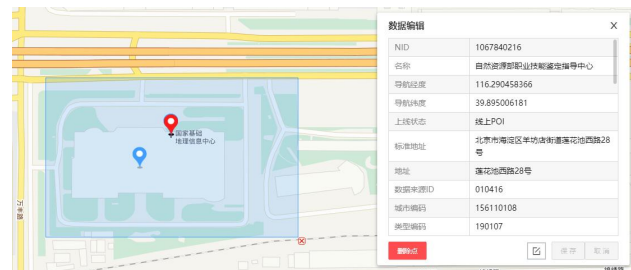 国家基础
地理信息中心
万丰路
数据编辑
X
NID 1067840216
名称 自然资源部职业技能鉴定指导中心
导航经度 116.290458366
导航纬度 39.895006181
上线状态 线上POI
标准地址 北京市海淀区羊坊店街道莲花池西路28
号
地址 莲花池西路28号
数据来源ID 010416
城市编码 156110108
类型编码 190107
删除点 保存 取消